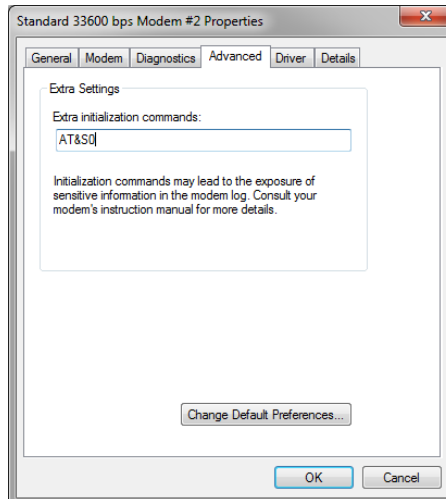 Standard 33600 bps Modem #2 Properties
General Modem Diagnostics Advanced Driver Details
Extra Settings
Extra initialization commands:
AT&S0
Initialization commands may lead to the exposure of
sensitive information in the modem log. Consult your
modem's instruction manual for more details.
Change Default Preferences...
OK Cancel